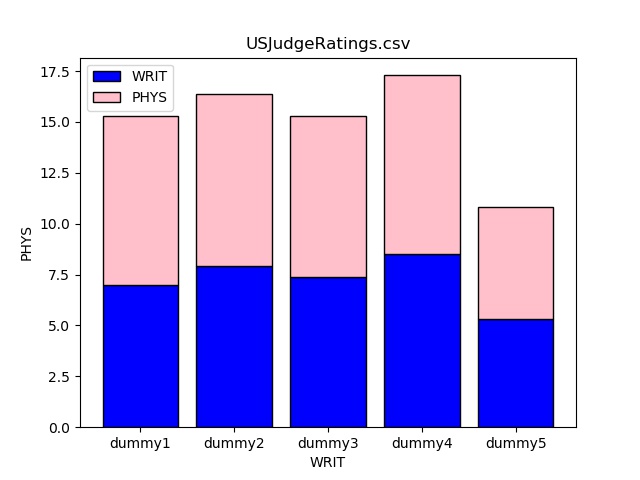 USJudgeRatings.csv
17.5
15.0
12.5
10.0
7.5
5.0
2.5
0.0
PHYS
WRIT
PHYS
dummy1 dummy2 dummy3 dummy4 dummy5
WRIT